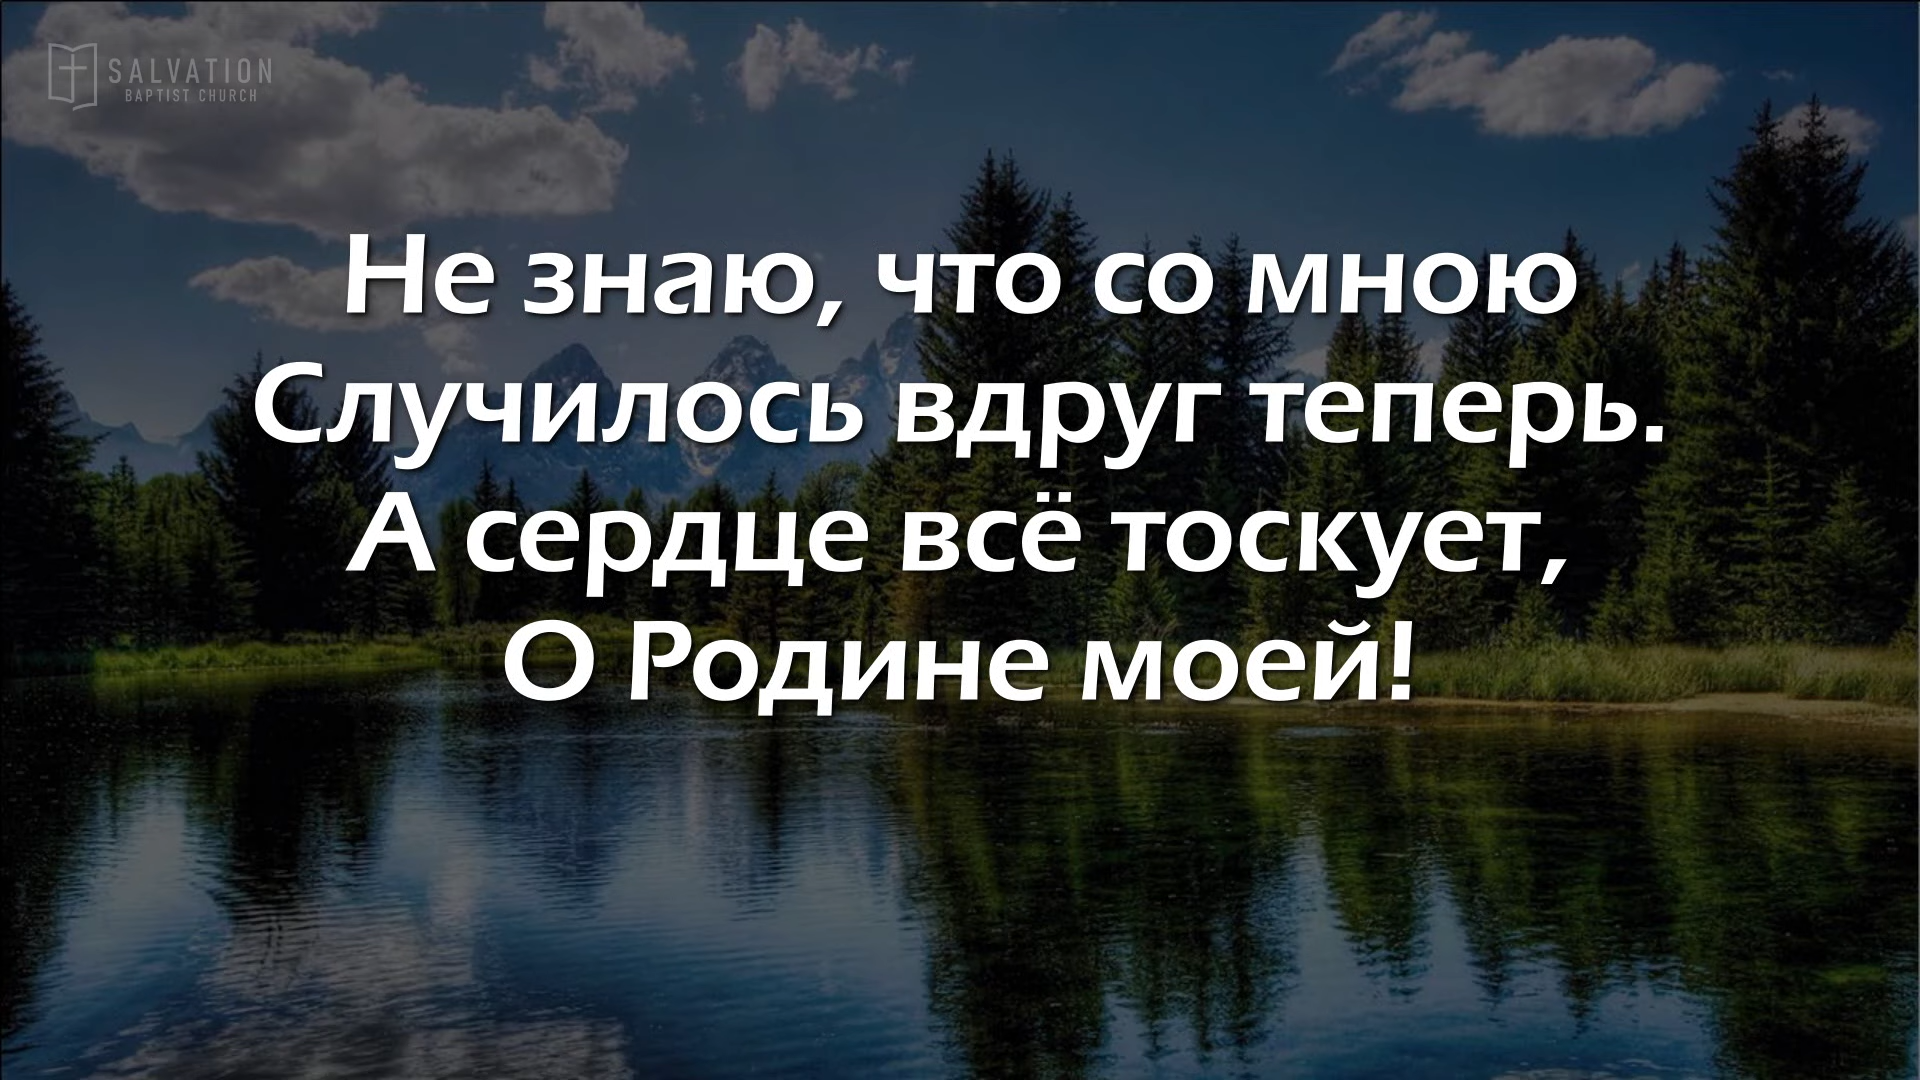 SALVATION
BAPTIST CHURCH
Не знаю, что со мною
Случилось вдруг теперь.
А сердце всё тоскует,
О Родине моей!